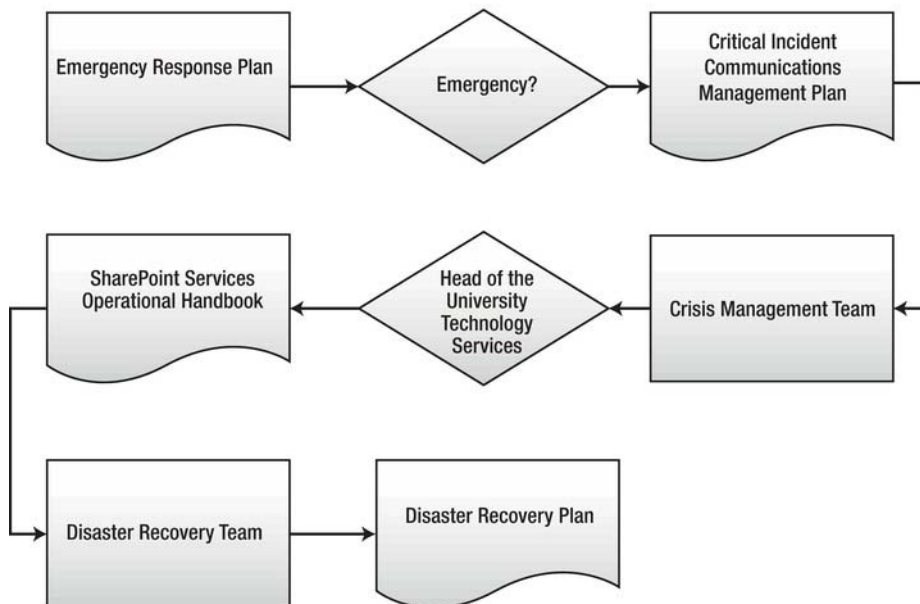 Emergency Response Plan
Emergency?
Critical Incident
Communications
Management Plan
SharePoint Services
Operational Handbook
Head of the
University
Technology
Services
Crisis Management Team
Disaster Recovery Team
Disaster Recovery Plan